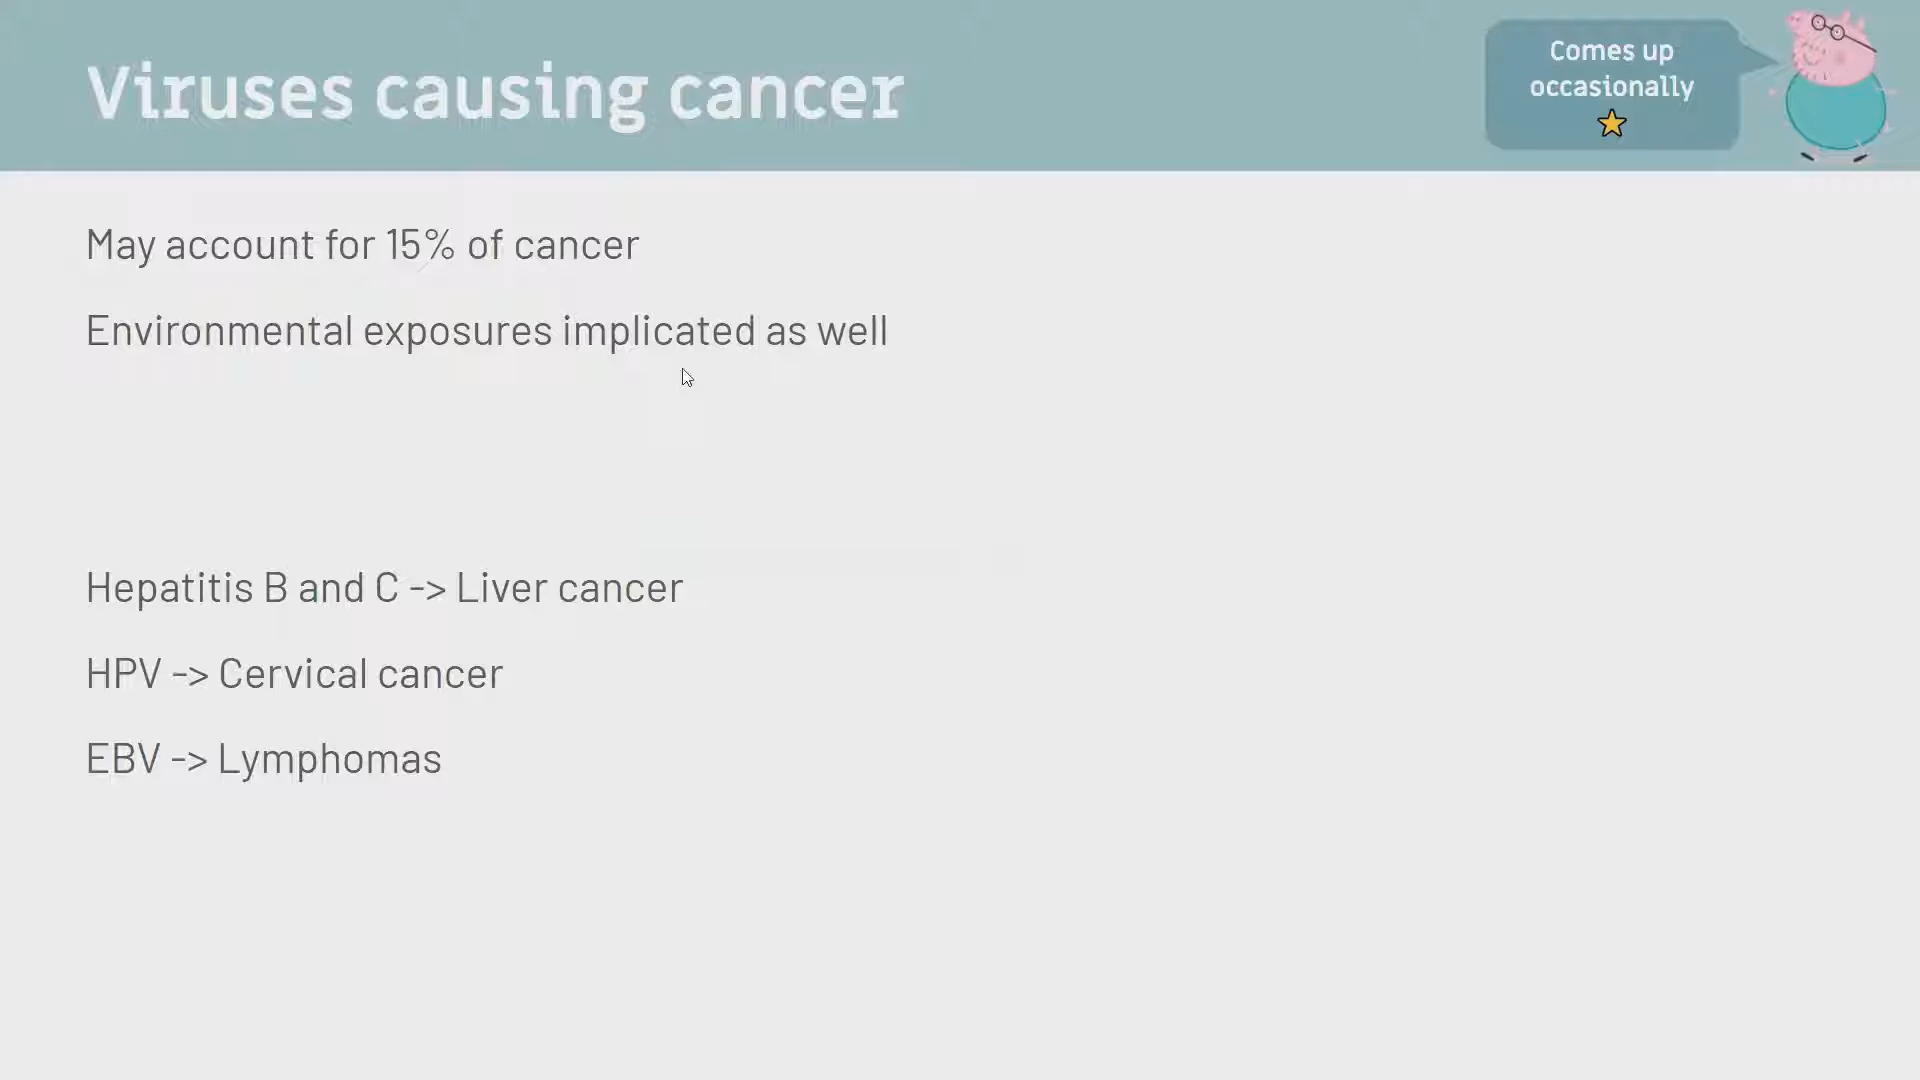 Viruses causing cancer
Comes up
occasionally
May account for 15% of cancer
Environmental exposures implicated as well
Hepatitis B and C -> Liver cancer
HPV -> Cervical cancer
EBV -> Lymphomas